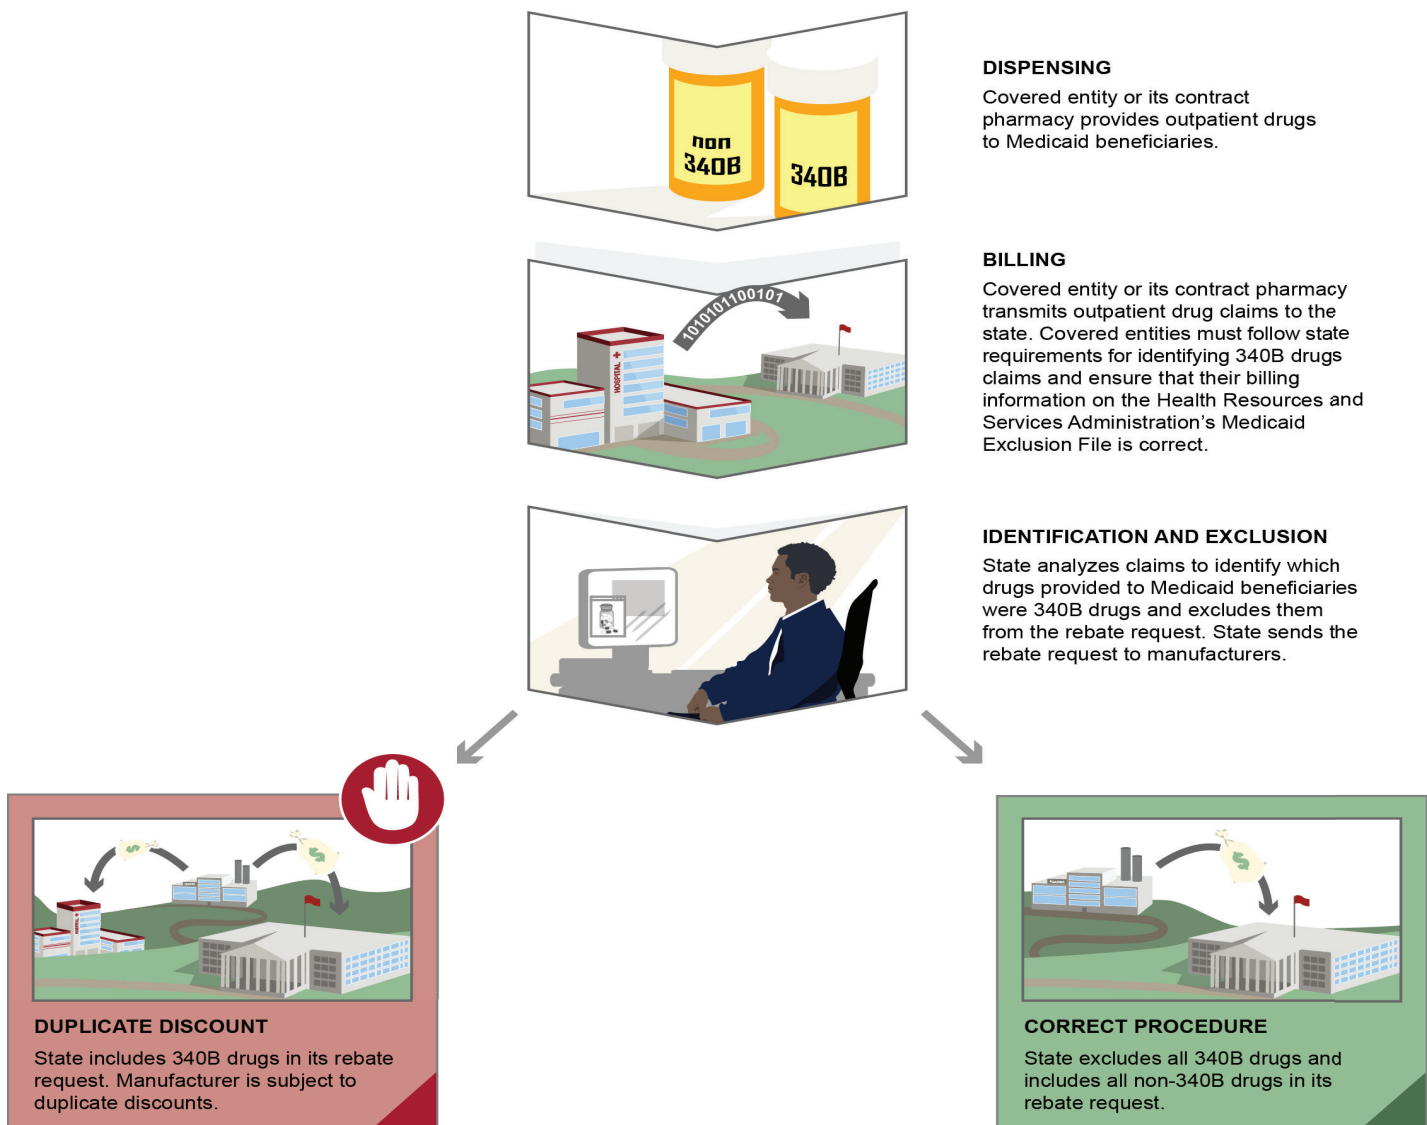 non
340B
340B
DISPENSING
Covered entity or its contract
pharmacy provides outpatient drugs
to Medicaid beneficiaries.
1010101100101
HOSPITAL
BILLING
Covered entity or its contract pharmacy
transmits outpatient drug claims to the
state. Covered entities must follow state
requirements for identifying 340B drugs
claims and ensure that their billing
information on the Health Resources and
Services Administration’s Medicaid
Exclusion File is correct.
IDENTIFICATION AND EXCLUSION
State analyzes claims to identify which
drugs provided to Medicaid beneficiaries
were 340B drugs and excludes them
from the rebate request. State sends the
rebate request to manufacturers.
$
$
HOSPITAL
DUPLICATE DISCOUNT
State includes 340B drugs in its rebate
request. Manufacturer is subject to
duplicate discounts.
$
CORRECT PROCEDURE
State excludes all 340B drugs and
includes all non-340B drugs in its
rebate request.